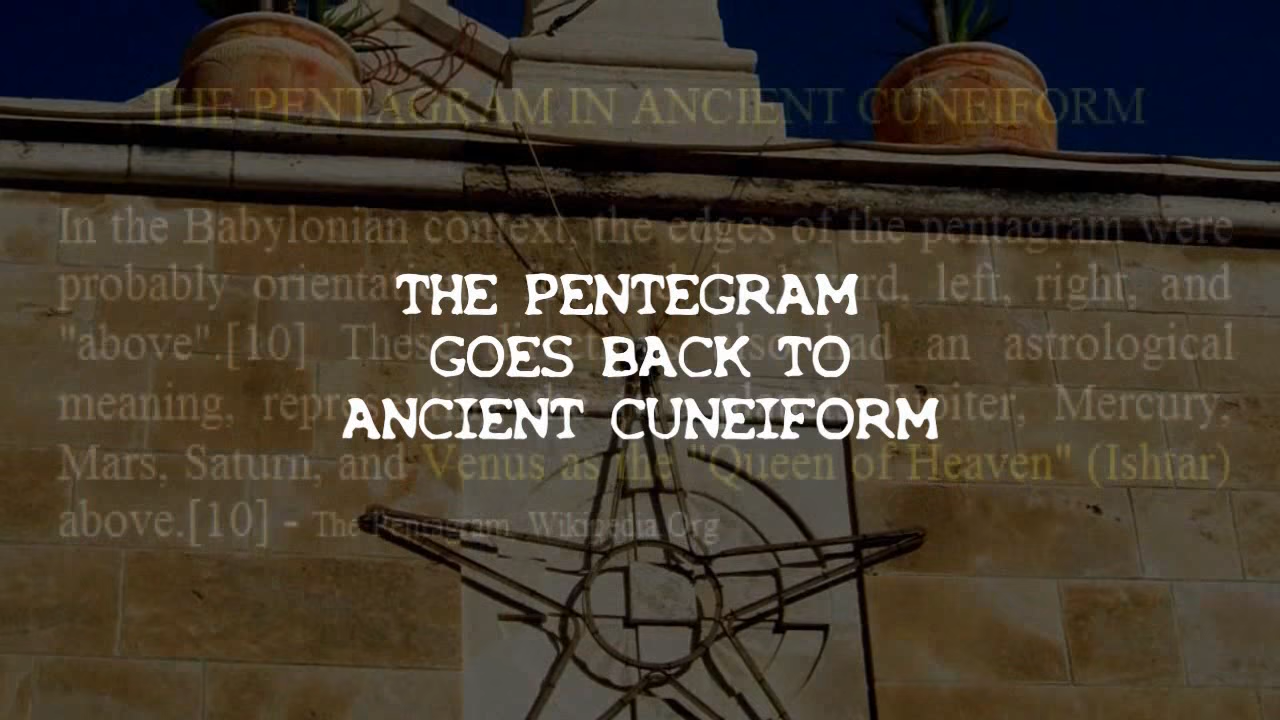 THE PENTAGRAM IN ANCIENT CUNEIFORM
In the Babylonian context, the edges of the pentagram were
probably left, right, and
THE PENTEGRAM
"above".[10] had an astrological
GOES BACK TO
meaning, Mercury,
ANCIENT CUNEIFORM
Mars, Saturn, and Venus as the "Queen of Heaven" (Ishtar)
above.[10] - The Pentagram, Wikipedia.Org